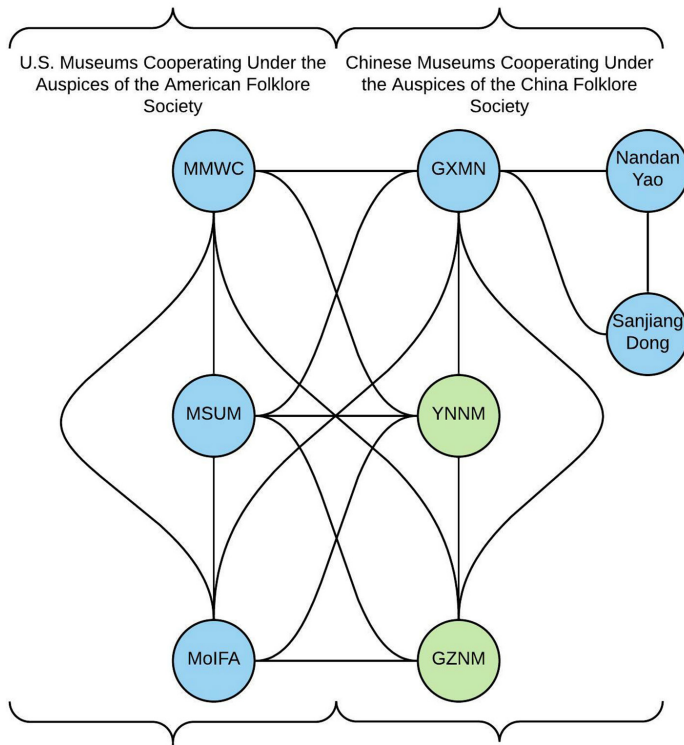 U.S. Museums Cooperating Under the
Auspices of the American Folklore
Society
Chinese Museums Cooperating Under
the Auspices of the China Folklore
Society
MMWC
GXMN
Nandan
Yao
Sanjiang
Dong
MSUM
YNNM
MoIFA
GZNM